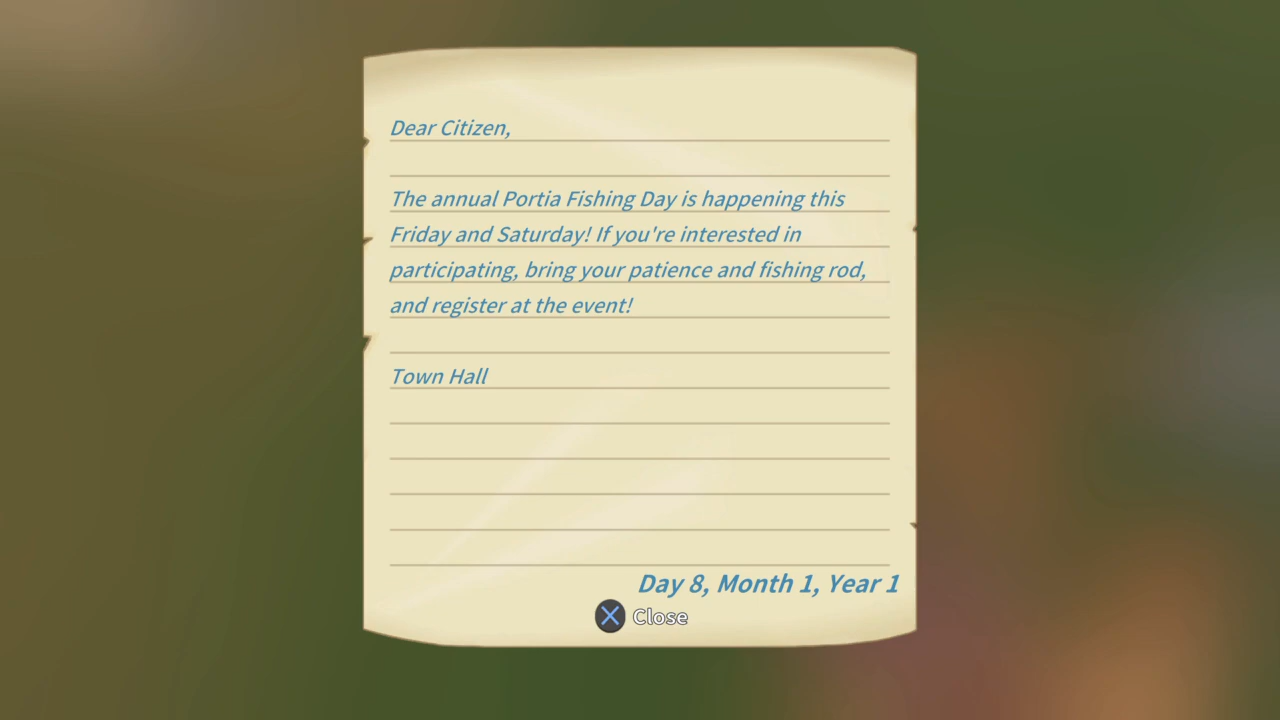 Dear Citizen,
The annual Portia Fishing Day is happening this
Friday and Saturday! If you're interested in
participating, bring your patience and fishing rod,
and register at the event!
Town Hall
Day 8, Month 1, Year 1
Close